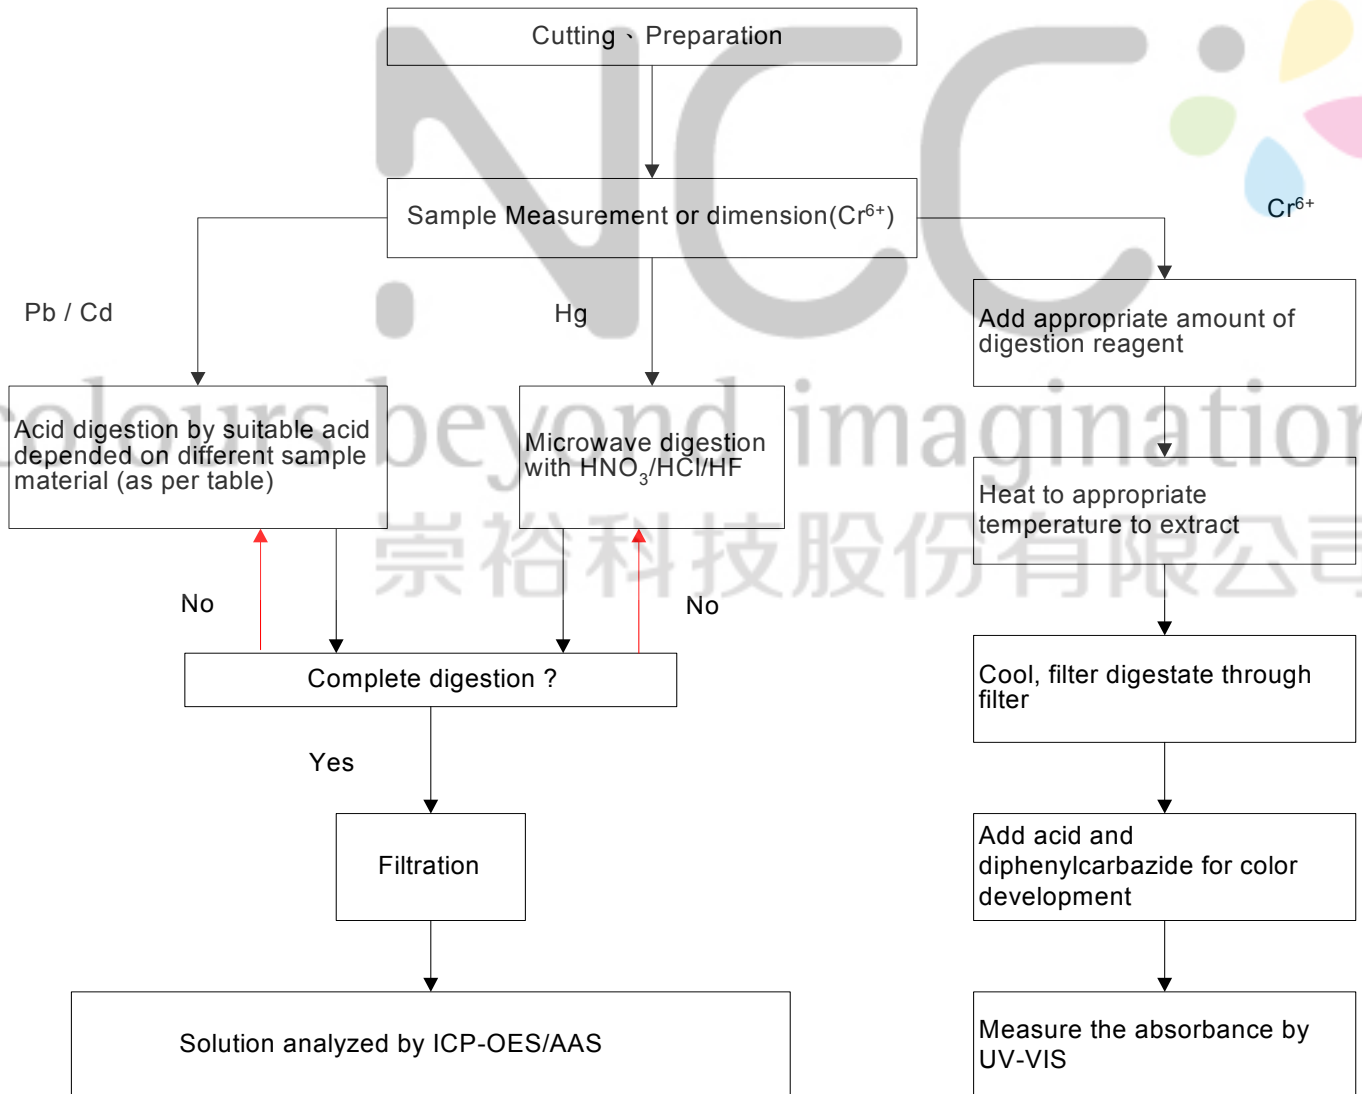 Cutting、Preparation
Sample Measurement or dimension(Cr⁶⁺)
Cr⁶⁺
Pb / Cd
Hg
Add appropriate amount of
digestion reagent
Acid digestion by suitable acid
depended on different sample
material (as per table)
Microwave digestion
with HNO₃/HCl/HF
Heat to appropriate
temperature to extract
No
No
Complete digestion ?
Cool, filter digestate through
filter
Yes
Filtration
Add acid and
diphenylcarbazide for color
development
Solution analyzed by ICP-OES/AAS
Measure the absorbance by
UV-VIS
NCC
colours beyond imagination
崇裕科技股份有限公司